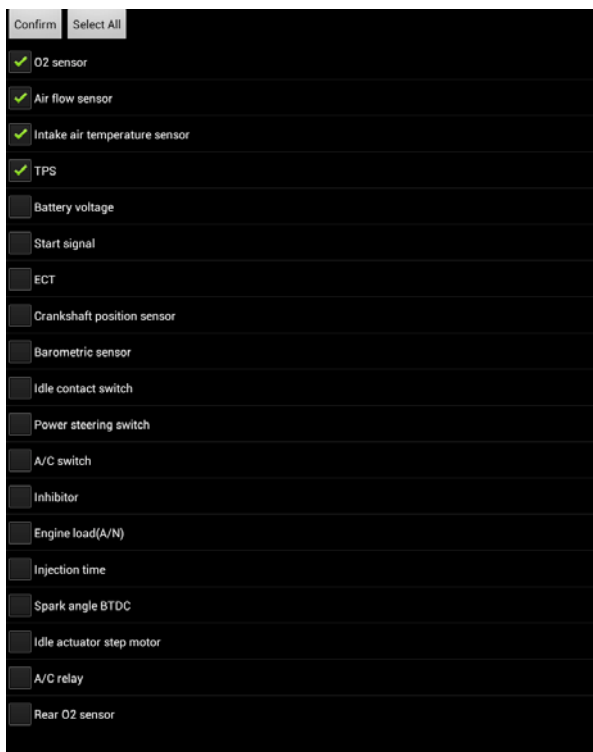 Confirm Select All
O2 sensor
Air flow sensor
Intake air temperature sensor
TPS
Battery voltage
Start signal
ECT
Crankshaft position sensor
Barometric sensor
Idle contact switch
Power steering switch
A/C switch
Inhibitor
Engine load(A/N)
Injection time
Spark angle BTDC
Idle actuator step motor
A/C relay
Rear O2 sensor